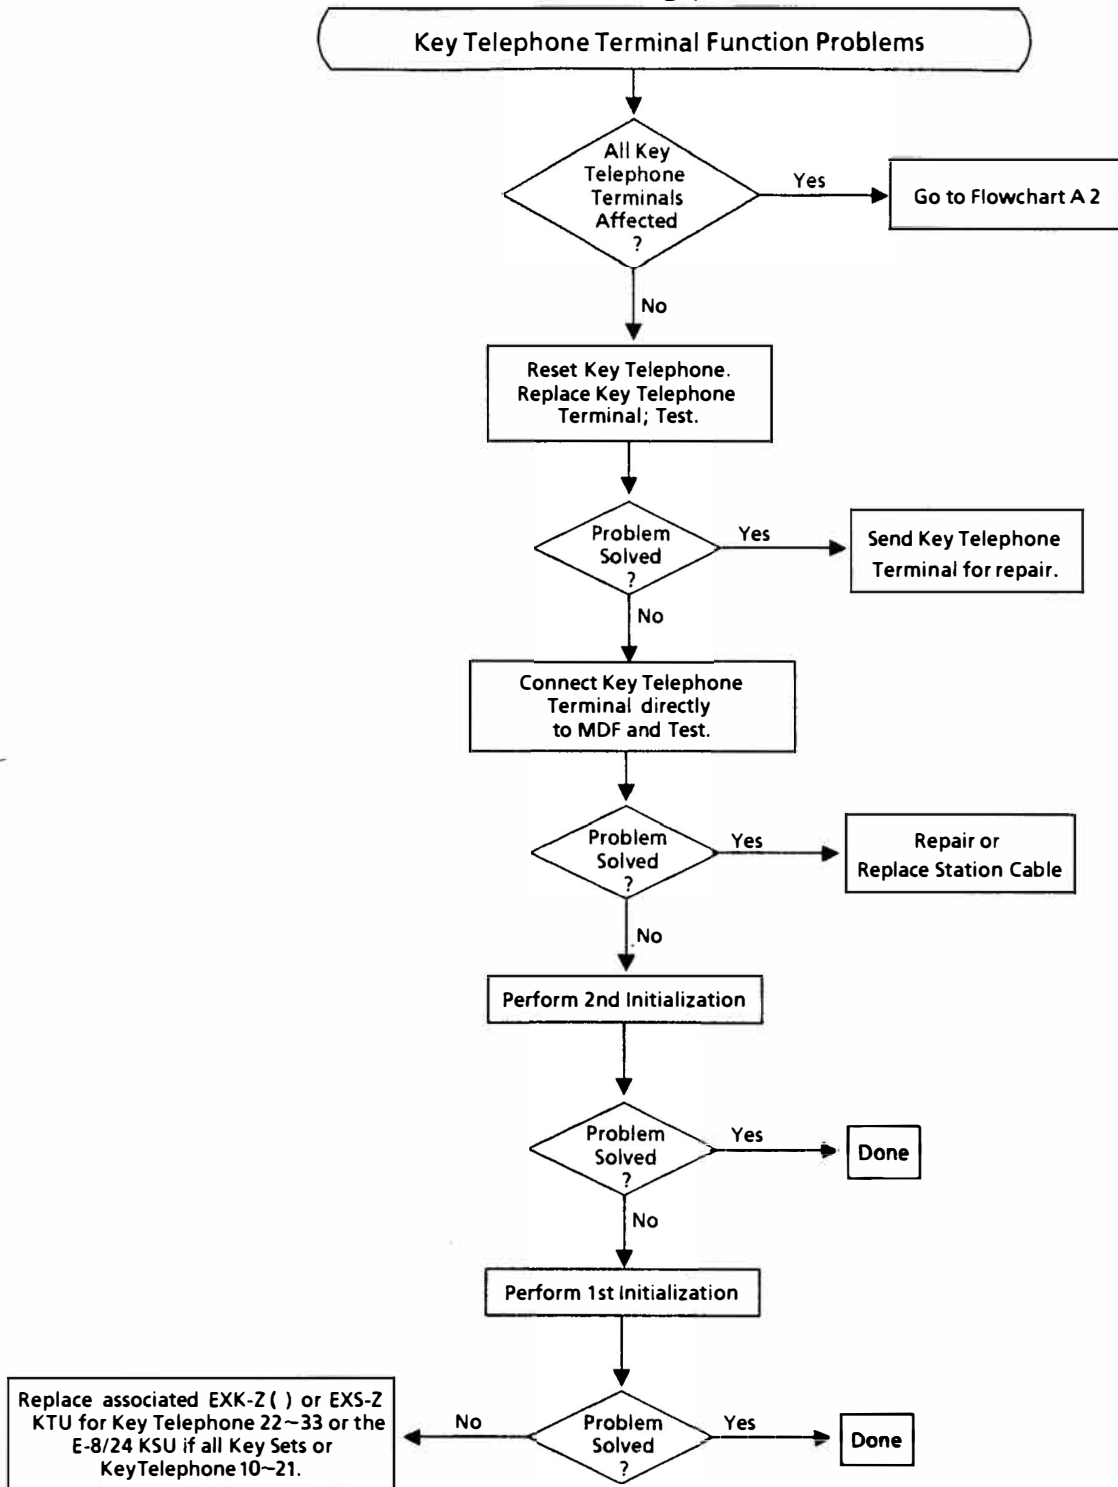 Key Telephone Terminal Function Problems
All Key
Telephone
Terminals
Affected
?
Yes
Go to Flowchart A 2
No
Reset Key Telephone.
Replace Key Telephone
Terminal; Test.
Problem
Solved
?
Yes
Send Key Telephone
Terminal for repair.
No
Connect Key Telephone
Terminal directly
to MDF and Test.
Problem
Solved
?
Yes
Repair or
Replace Station Cable
No
Perform 2nd Initialization
Problem
Solved
?
Yes
Done
No
Perform 1st Initialization
Problem
Solved
?
Yes
Done
No
Replace associated EXK-Z( ) or EXS-Z
KTU for Key Telephone 22~33 or the
E-8/24 KSU if all Key Sets or
KeyTelephone 10~21.